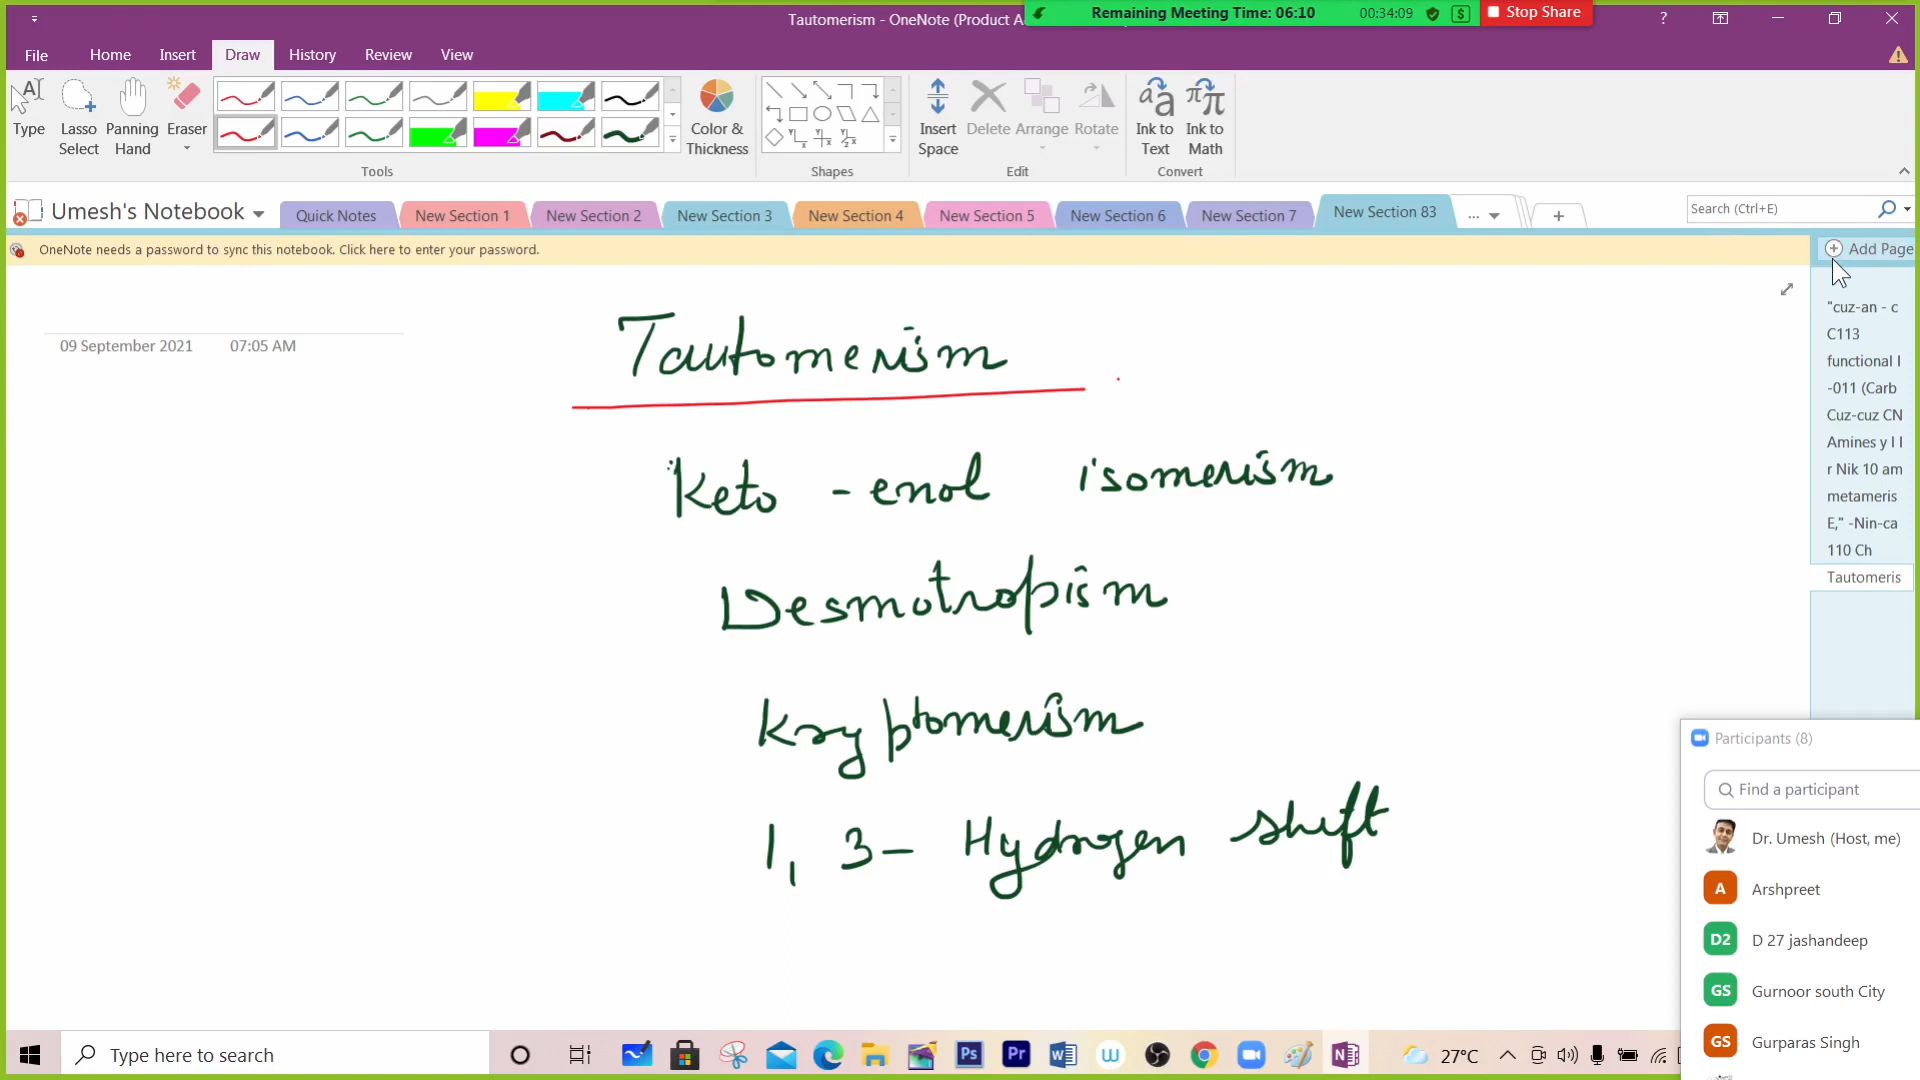 Tautomerism - OneNote (Product A
Remaining Meeting Time: 06:10
00:34:09
Stop Share
File
Home
Insert
Draw
History
Review
View
Type
Lasso Select
Panning Hand
Eraser
Color & Thickness
Insert Space
Delete
Arrange
Rotate
Ink to Text
Ink to Math
Tools
Shapes
Edit
Convert
Umesh's Notebook
Quick Notes
New Section 1
New Section 2
New Section 3
New Section 4
New Section 5
New Section 6
New Section 7
New Section 83
...
Search (Ctrl+E)
OneNote needs a password to sync this notebook. Click here to enter your password.
Add Page
"cuz-an - c
C113
functional I
-011 (Carb
Cuz-cuz CN
Amines y I I
r Nik 10 am
metameris
E," -Nin-ca
110 Ch
Tautomeris
09 September 2021
07:05 AM
Tautomerism
Keto - enol isomerism
Desmotropism
Kryptomerism
1, 3 - Hydrogen shift
Participants (8)
Find a participant
Dr. Umesh (Host, me)
A Arshpreet
D2 D 27 jashandeep
GS Gurnoor south City
GS Gurparas Singh
Type here to search
27°C